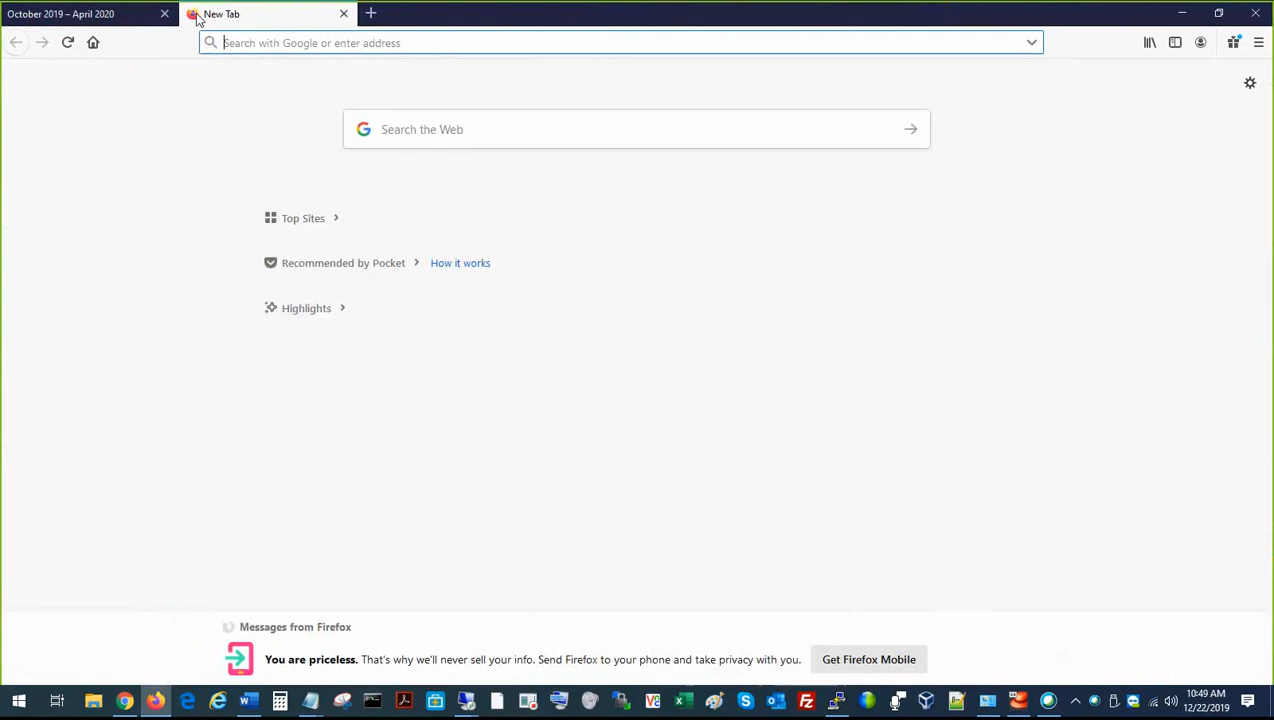 October 2019 – April 2020
New Tab
Search with Google or enter address
Search the Web
Top Sites
Recommended by Pocket
How it works
Highlights
Messages from Firefox
You are priceless. That's why we'll never sell your info. Send Firefox to your phone and take privacy with you.
Get Firefox Mobile
10:49 AM
12/22/2019